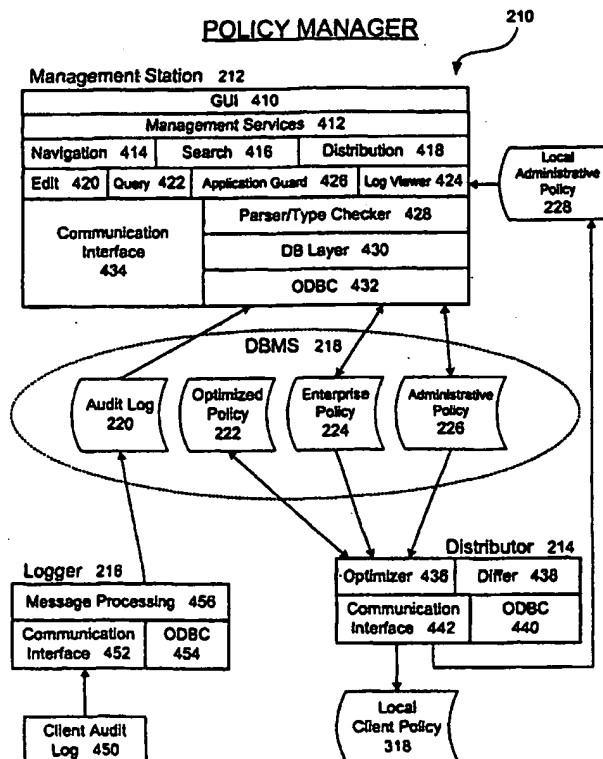 POLICY MANAGER
210
Management Station 212
GUI 410
Management Services 412
Navigation 414
Search 416
Distribution 418
Edit 420
Query 422
Application Guard 426
Log Viewer 424
Local
Administrative
Policy
228
Communication
Interface
434
Parser/Type Checker 428
DB Layer 430
ODBC 432
DBMS 218
Audit Log
220
Optimized
Policy
222
Enterprise
Policy
224
Administrative
Policy
226
Logger 216
Message Processing 456
Communication
Interface 452
ODBC
454
Client Audit
Log 450
Distributor 214
Optimizer 436
Differ 438
Communication
Interface 442
ODBC
440
Local
Client Policy
318